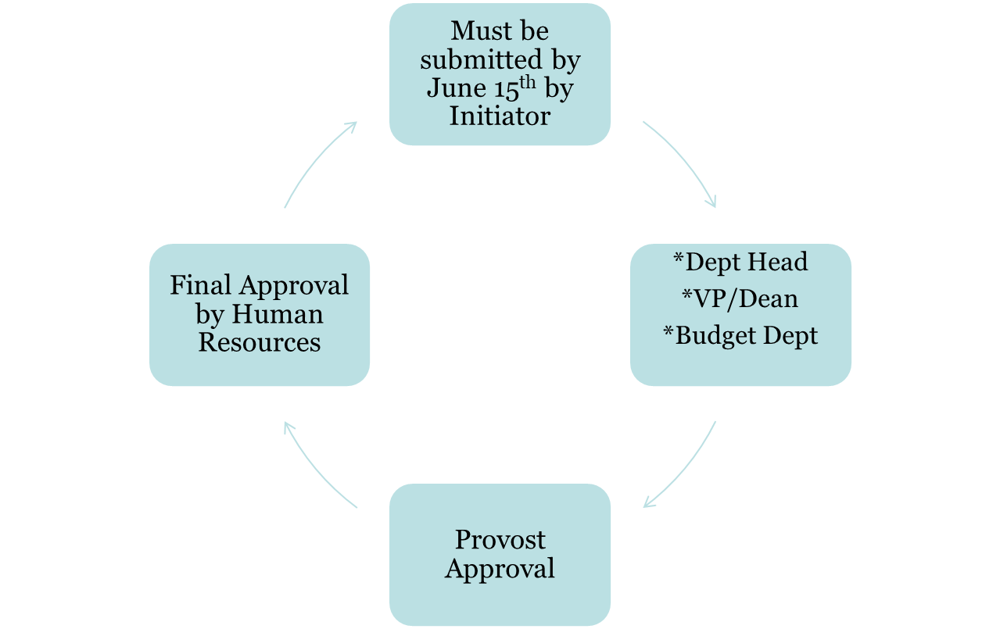 Must be
submitted by
June 15th by
Initiator
*Dept Head
*VP/Dean
*Budget Dept
Provost
Approval
Final Approval
by Human
Resources